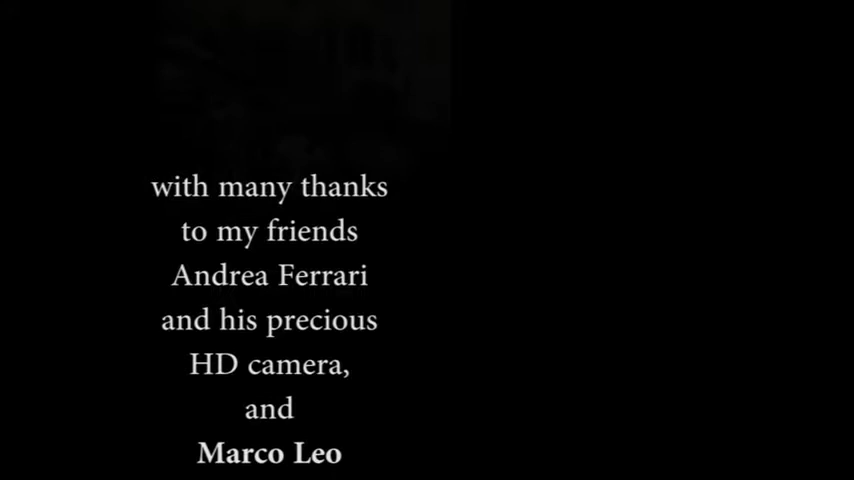 with many thanks
to my friends
Andrea Ferrari
and his precious
HD camera,
and
Marco Leo